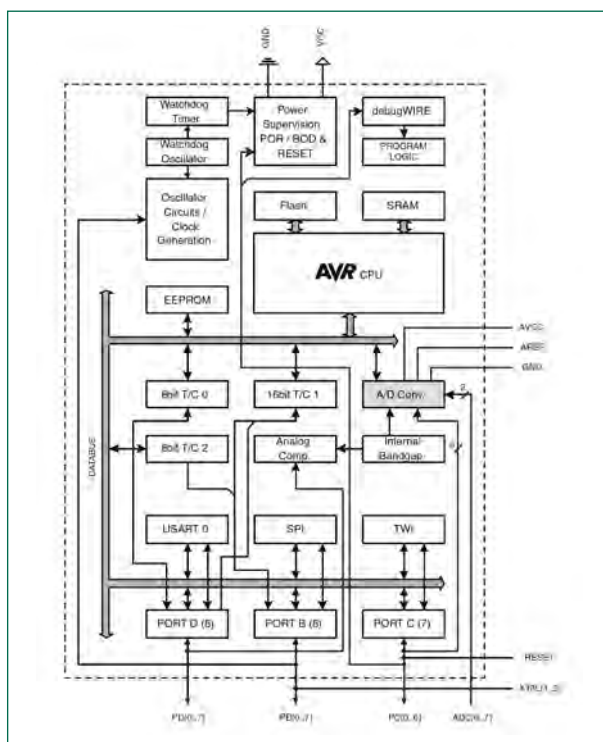 GND
VCC
Watchdog
Timer
Watchdog
Oscillator
Oscillator
Circuits /
Clock
Generation
Power
Supervision
POR / BOD &
RESET
debugWIRE
PROGRAM
LOGIC
Flash
SRAM
AVR CPU
EEPROM
AVCC
AREF
GND
8bit T/C 0
16bit T/C 1
A/D Conv.
2
8bit T/C 2
Analog
Comp.
Internal
Bandgap
6
DATABUS
USART 0
SPI
TWI
PORT D (8)
PORT B (8)
PORT C (7)
RESET
XTAL[1..2]
PD[0..7]
PB[0..7]
PC[0..6]
ADC[6..7]